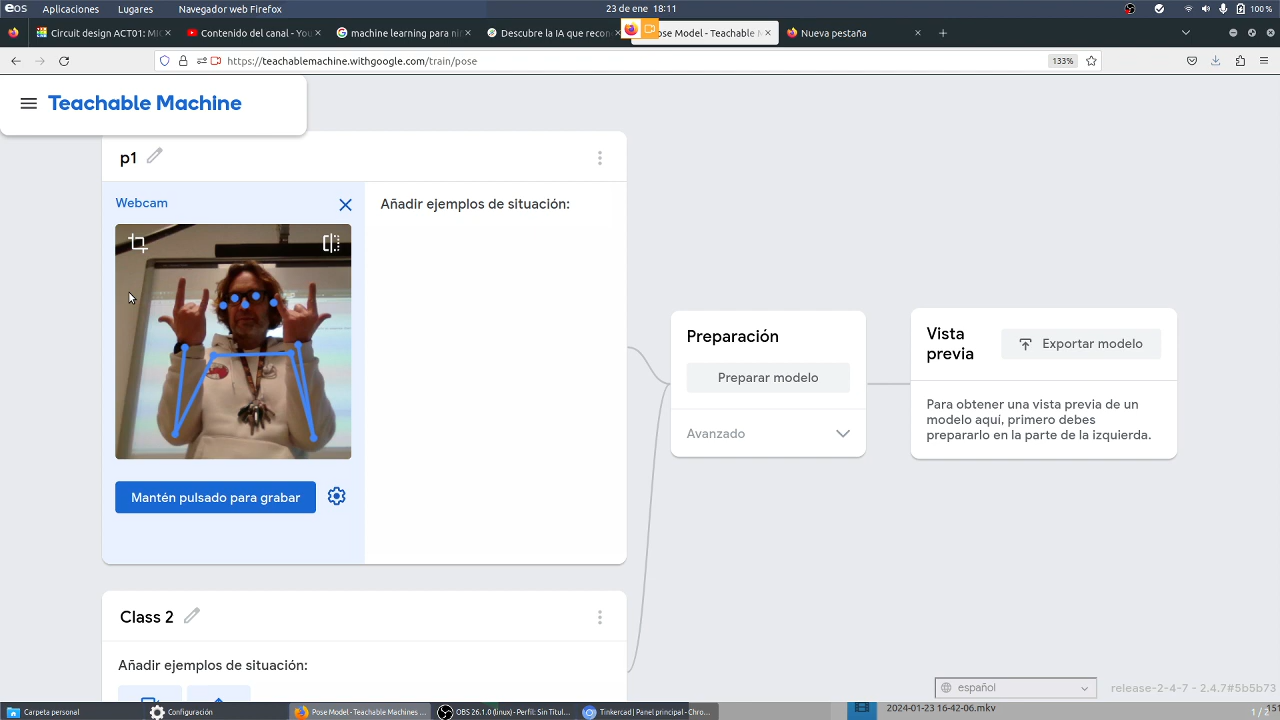 Aplicaciones Lugares Navegador web Firefox 23 de ene 18:11 100 %
Circuit design ACT01: MIC Contenido del canal - You machine learning para nir Descubre la IA que recon ose Model - Teachable M Nueva pestaña
https://teachablemachine.withgoogle.com/train/pose 133%
Teachable Machine
p1
Webcam
Añadir ejemplos de situación:
Mantén pulsado para grabar
Preparación
Preparar modelo
Avanzado
Vista previa
Exportar modelo
Para obtener una vista previa de un
modelo aquí, primero debes
prepararlo en la parte de la izquierda.
Class 2
Añadir ejemplos de situación:
español
release-2-4-7 - 2.4.7#5b5b73
Carpeta personal Configuración Pose Model - Teachable Machine... OBS 26.1.0 (linux) - Perfil: Sin Titul... Tinkercad | Panel principal - Chro... 2024-01-23 16-42-06.mkv